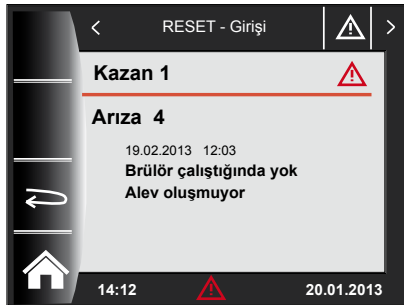 RESET - Girişi
Kazan 1
Arıza 4
19.02.2013 12:03
Brülör çalıştığında yok
Alev oluşmuyor
14:12 20.01.2013